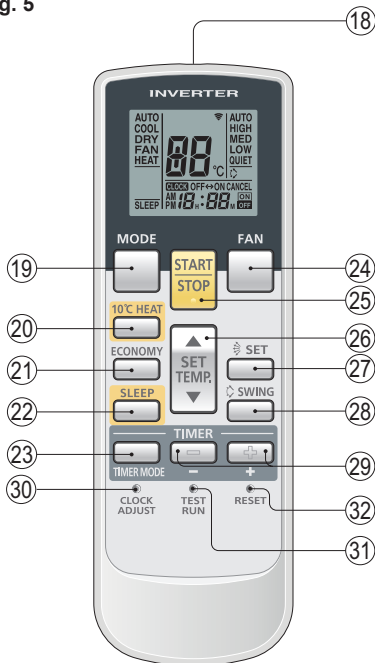 g. 5
18
INVERTER
AUTO
COOL
DRY
FAN
HEAT
SLEEP
88 °C
AUTO
HIGH
MED
LOW
QUIET
CLOCK OFF↔ON CANCEL
AM
PM 18 H : 88 M ON
OFF
MODE
FAN
START
STOP
19
24
25
10°C HEAT
20
26
ECONOMY
21
SET
TEMP.
SET
27
SLEEP
22
SWING
28
TIMER
23
29
TIMER MODE
−
+
30
CLOCK
ADJUST
TEST
RUN
RESET
32
31